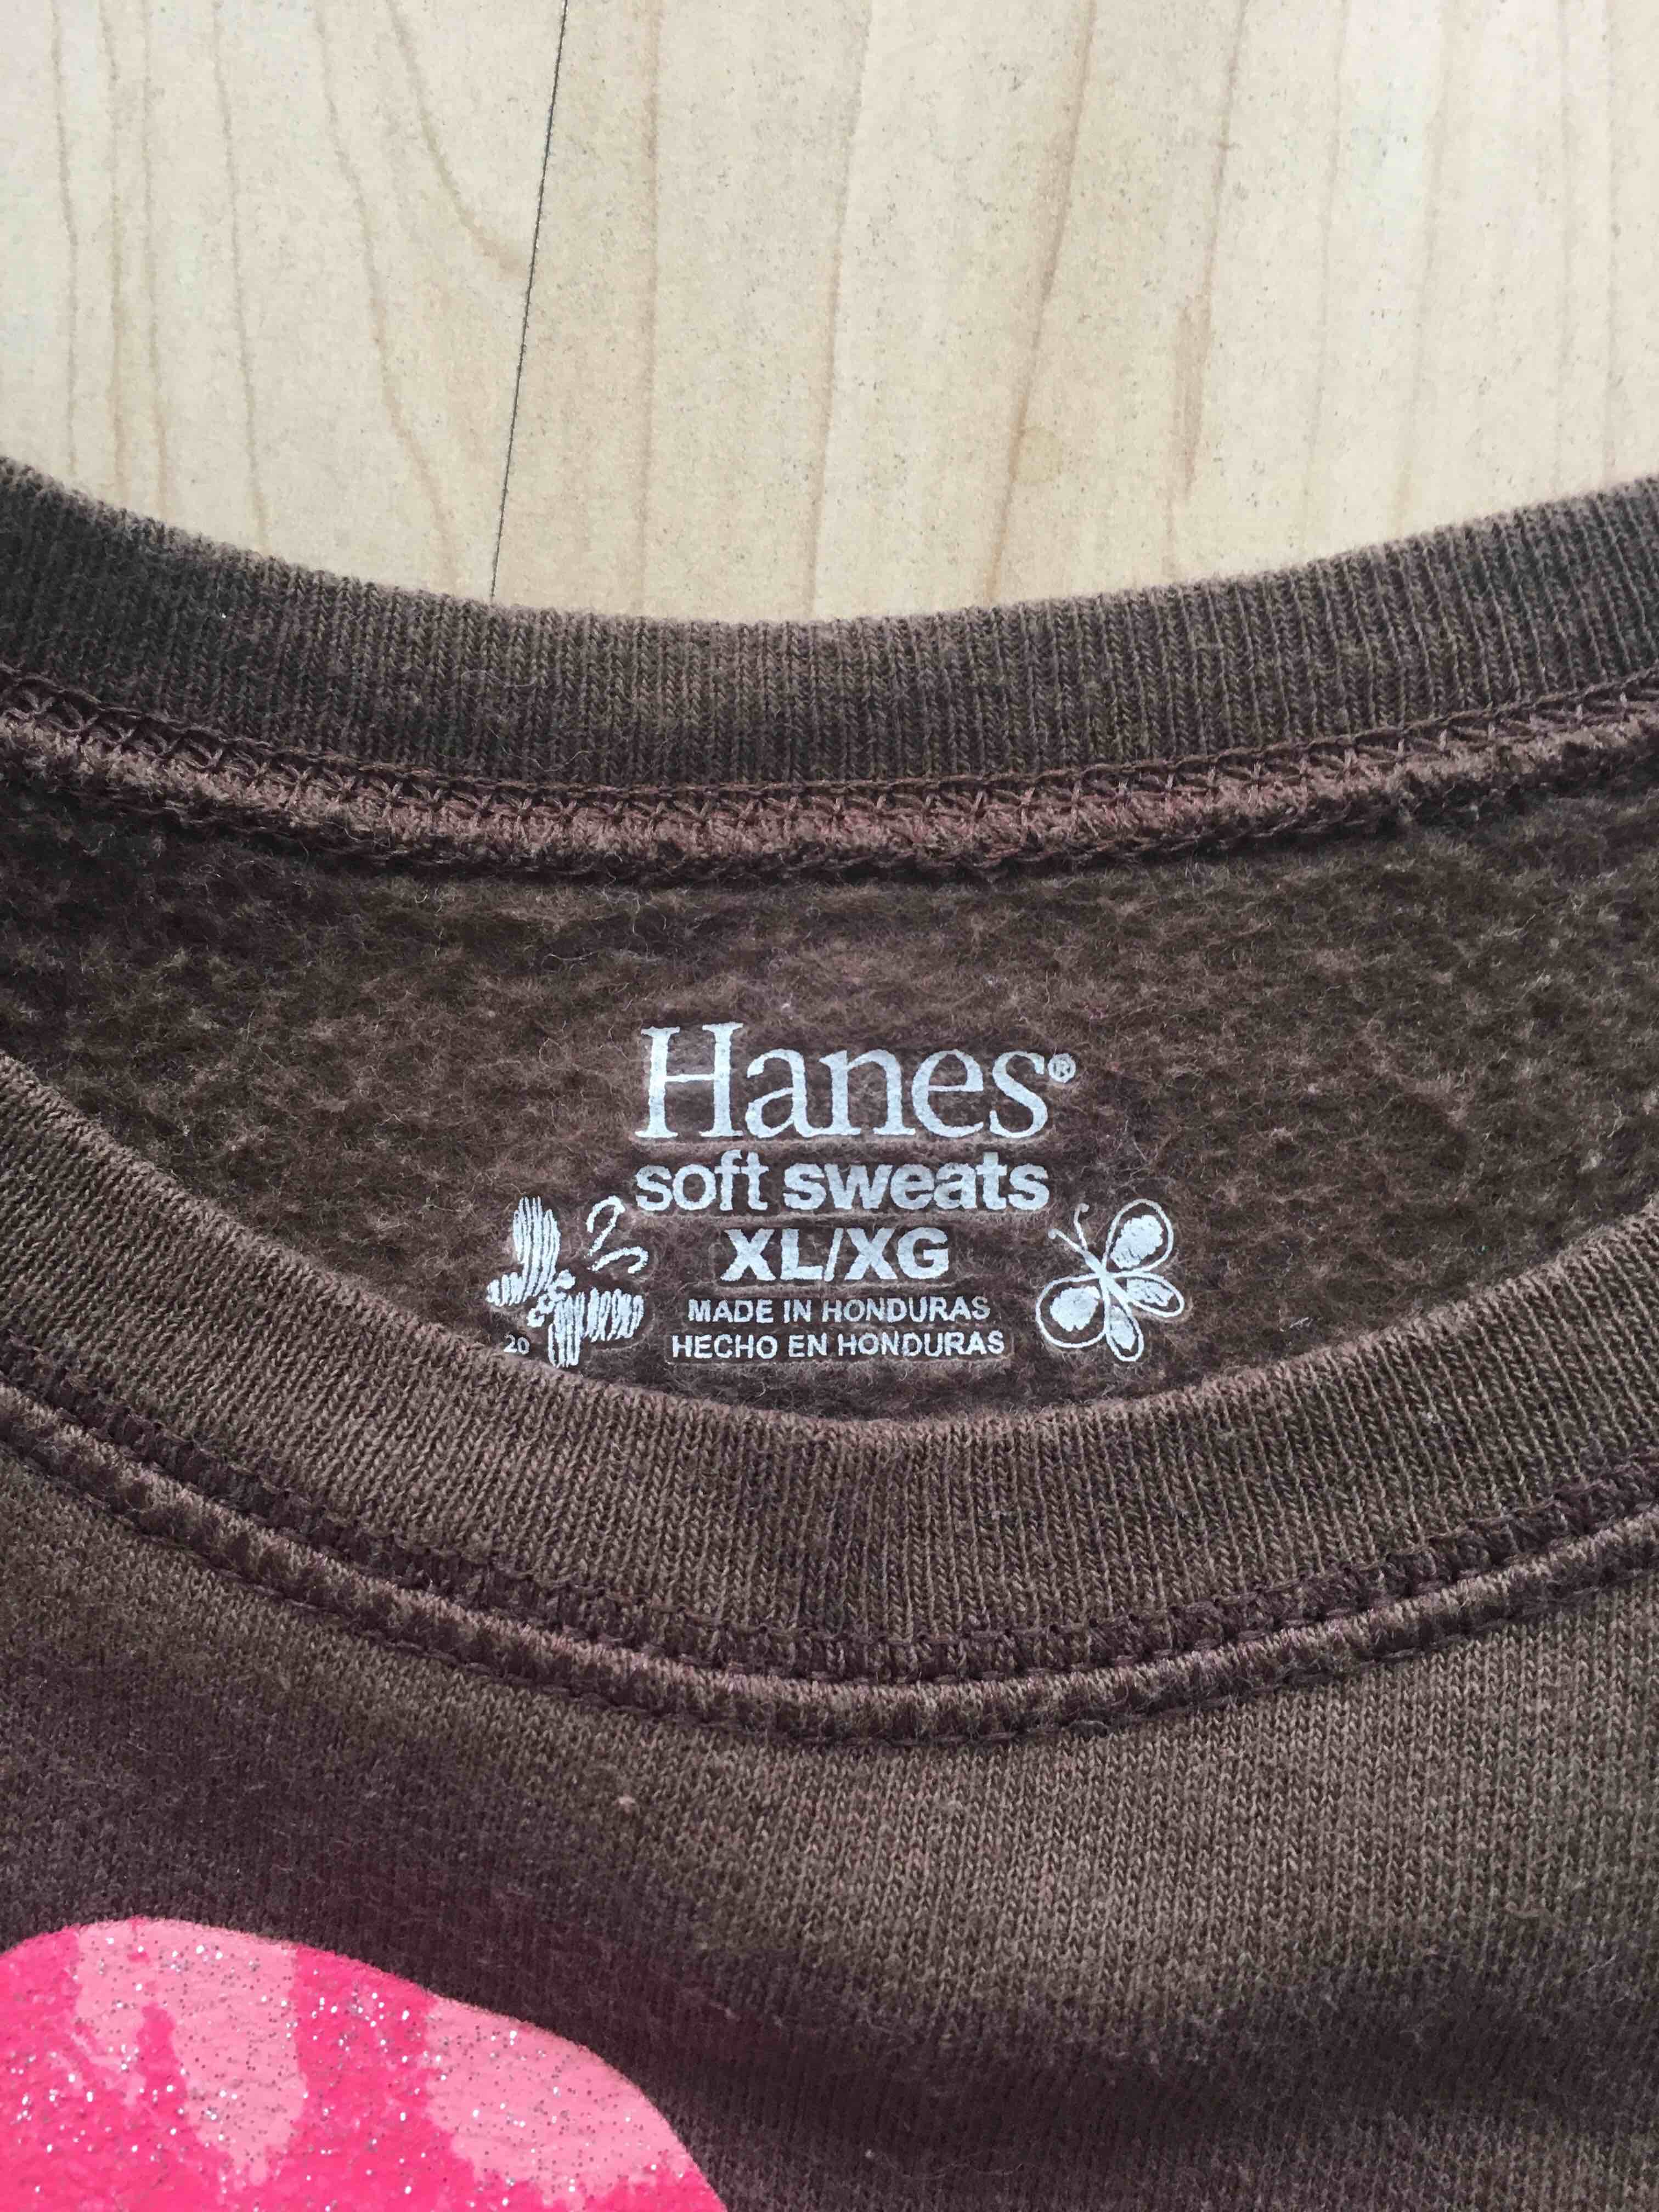 Hanes®
soft sweats
XL/XG
MADE IN HONDURAS
HECHO EN HONDURAS
20